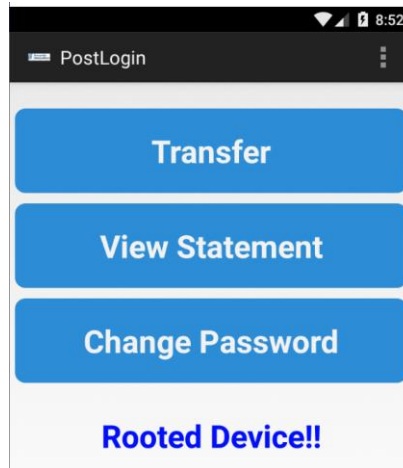 8:52
PostLogin
Transfer
View Statement
Change Password
Rooted Device!!